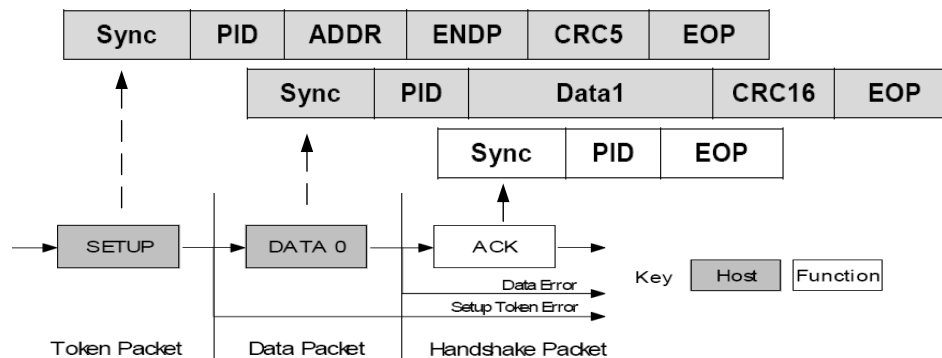 Sync PID ADDR ENDP CRC5 EOP
Sync PID Data1 CRC16 EOP
Sync PID EOP
SETUP DATA 0 ACK
Key Host Function
Data Error
Setup Token Error
Token Packet Data Packet Handshake Packet